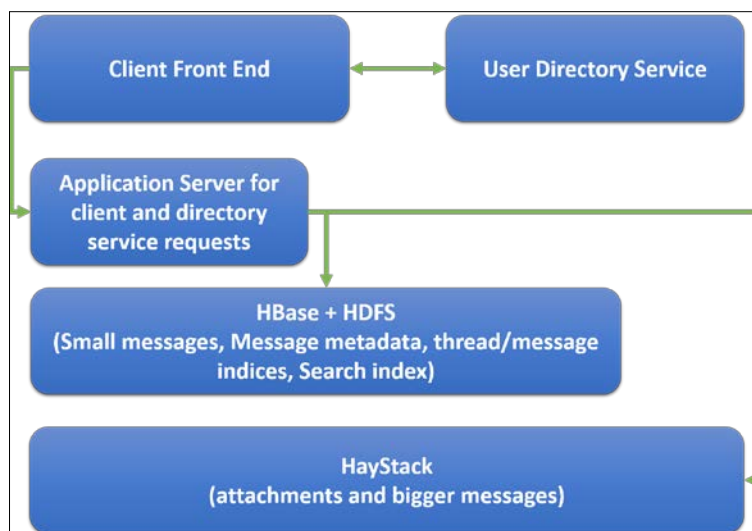 Client Front End
User Directory Service
Application Server for
client and directory
service requests
HBase + HDFS
(Small messages, Message metadata, thread/message
indices, Search index)
HayStack
(attachments and bigger messages)